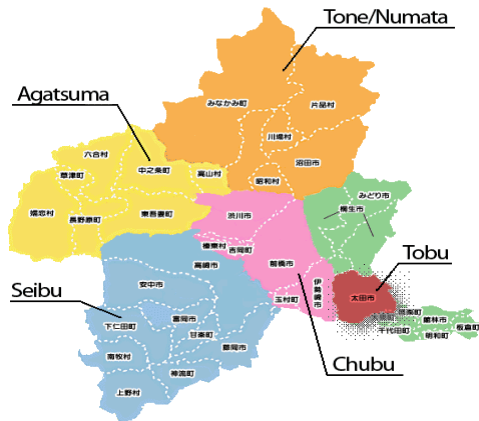 Tone/Numata
Agatsuma
みなかみ町
片品村
川場村
六合村
中之条町
高山村
沼田市
草津町
昭和村
みどり市
嬬恋村
長野原町
東吾妻町
渋川市
桐生市
榛東村
吉岡町
前橋市
Tobu
高崎市
安中市
伊勢崎市
太田市
玉村町
Seibu
富岡市
下仁田町
甘楽町
藤岡市
千代田町
館林市
板倉町
明和町
南牧村
神流町
Chubu
上野村